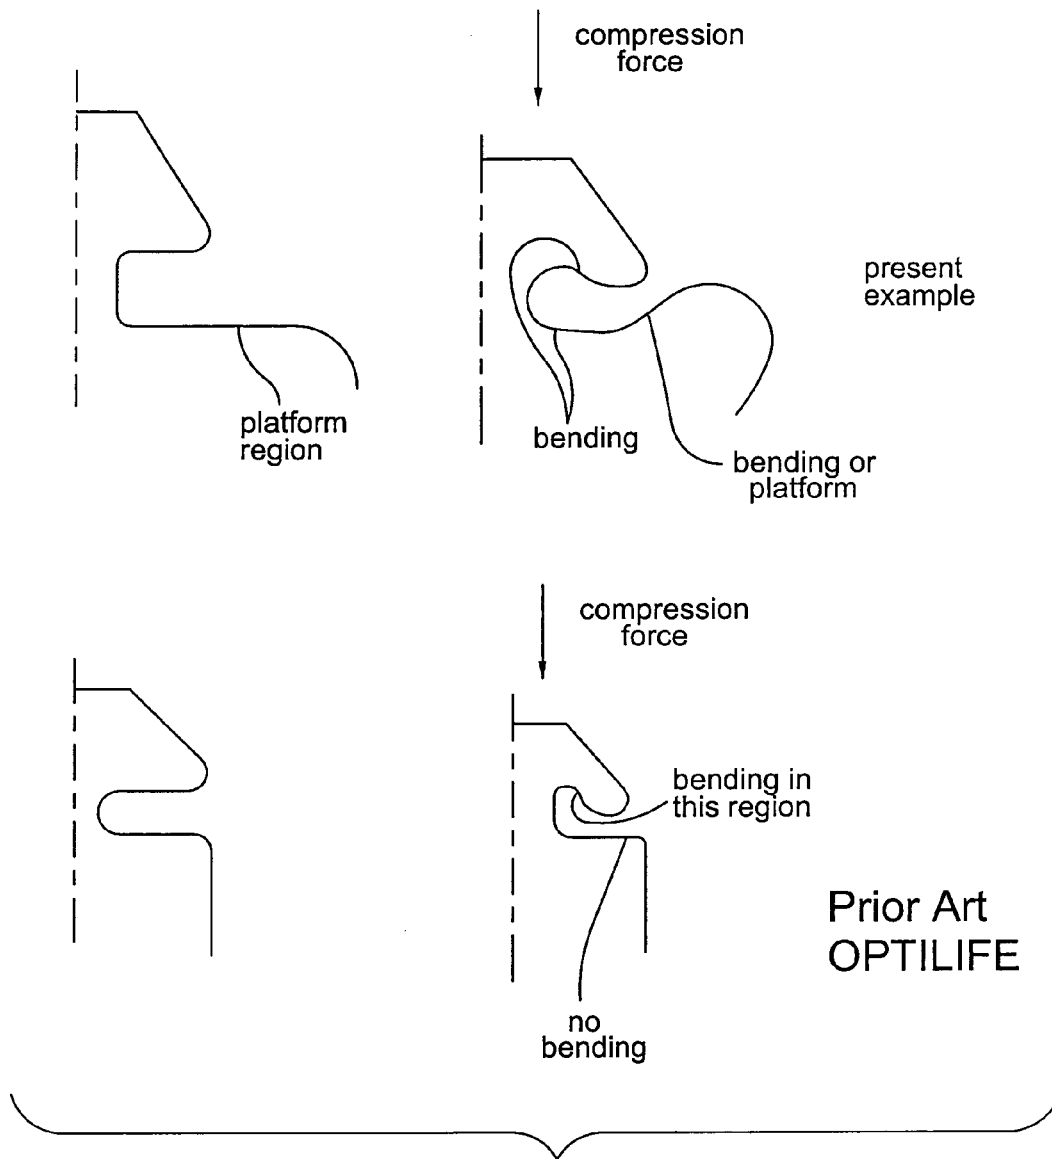 compression
force
present
example
platform
region
bending
bending or
platform
compression
force
bending in
this region
Prior Art
OPTILIFE
no
bending